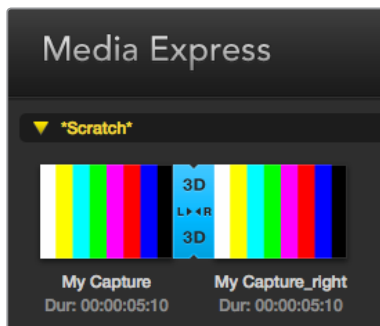 Media Express
*Scratch*
3D
L R
3D
My Capture My Capture_right
Dur: 00:00:05:10 Dur: 00:00:05:10